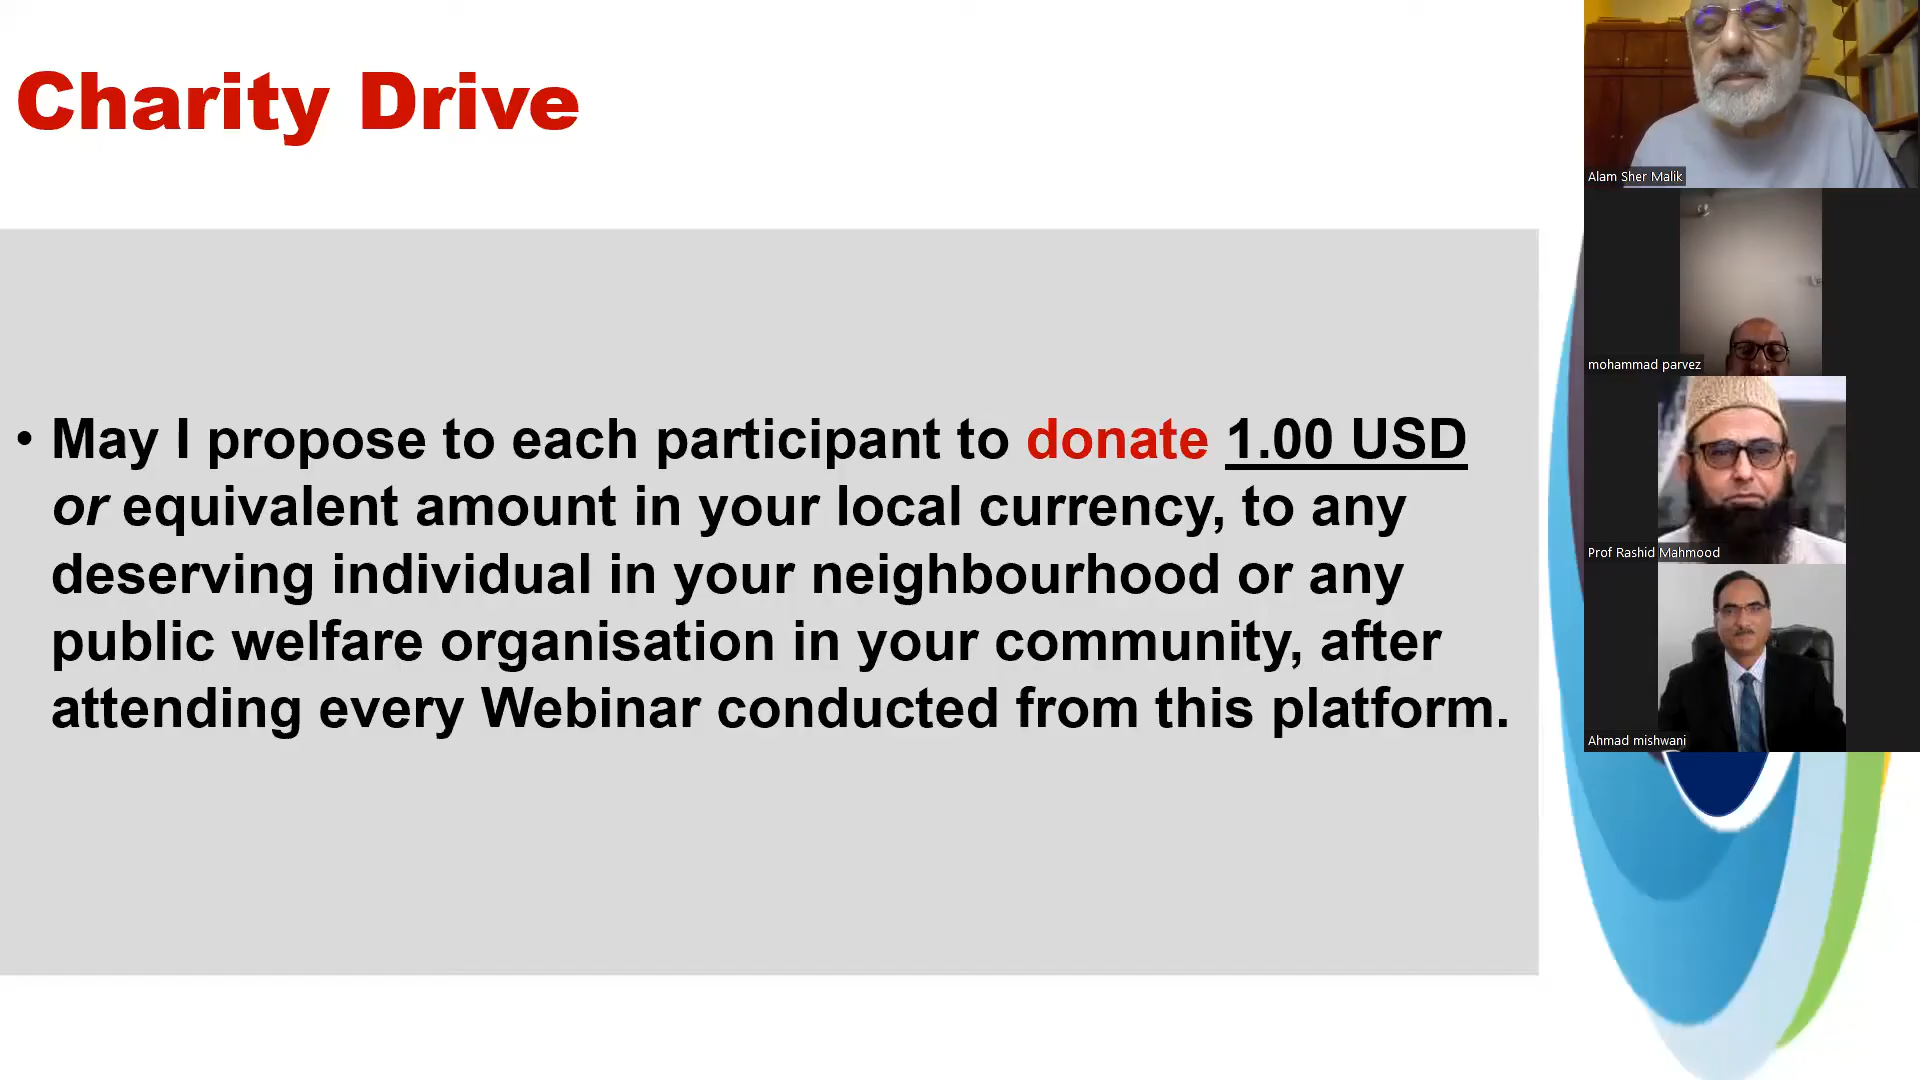 Charity Drive
• May I propose to each participant to donate 1.00 USD
or equivalent amount in your local currency, to any
deserving individual in your neighbourhood or any
public welfare organisation in your community, after
attending every Webinar conducted from this platform.
Alam Sher Malik
mohammad parvez
Prof Rashid Mahmood
Ahmad mishwani